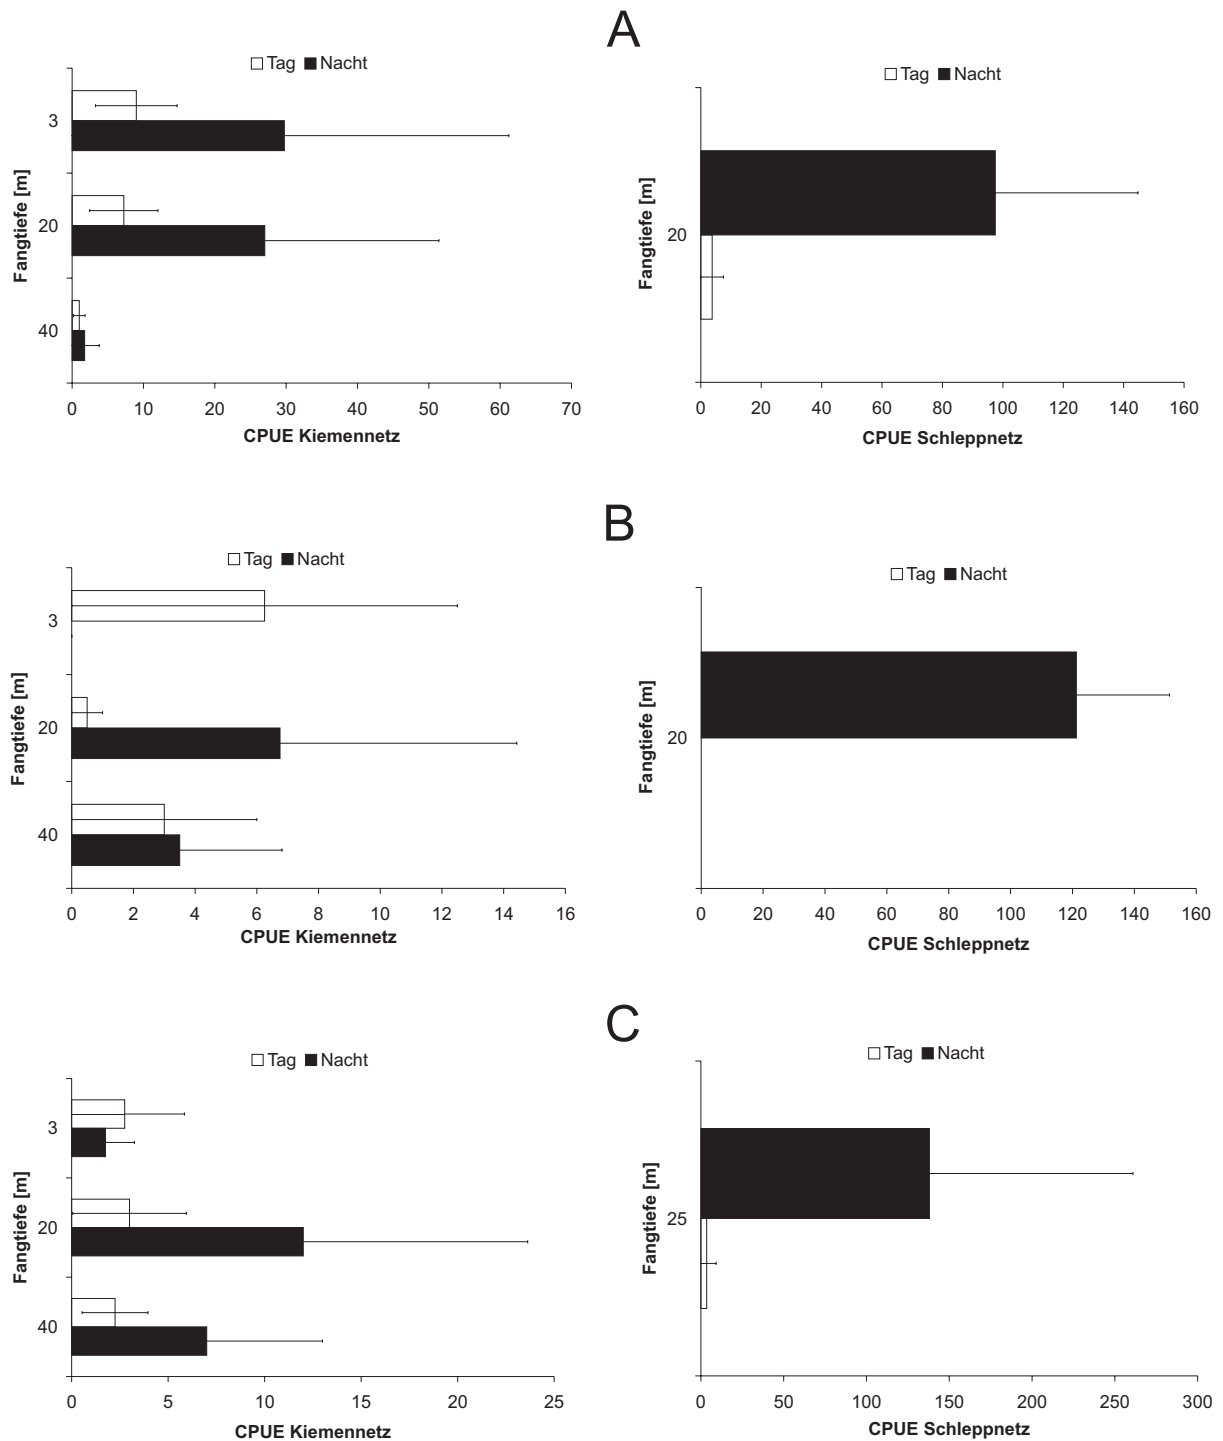 A
Tag Nacht
3
20
40
Fangtiefe [m]
0 10 20 30 40 50 60 70
CPUE Kiemennetz
Tag Nacht
20
Fangtiefe [m]
0 20 40 60 80 100 120 140 160
CPUE Schleppnetz
B
Tag Nacht
3
20
40
Fangtiefe [m]
0 2 4 6 8 10 12 14 16
CPUE Kiemennetz
Tag Nacht
20
Fangtiefe [m]
0 20 40 60 80 100 120 140 160
CPUE Schleppnetz
C
Tag Nacht
3
20
40
Fangtiefe [m]
0 5 10 15 20 25
CPUE Kiemennetz
Tag Nacht
25
Fangtiefe [m]
0 50 100 150 200 250 300
CPUE Schleppnetz